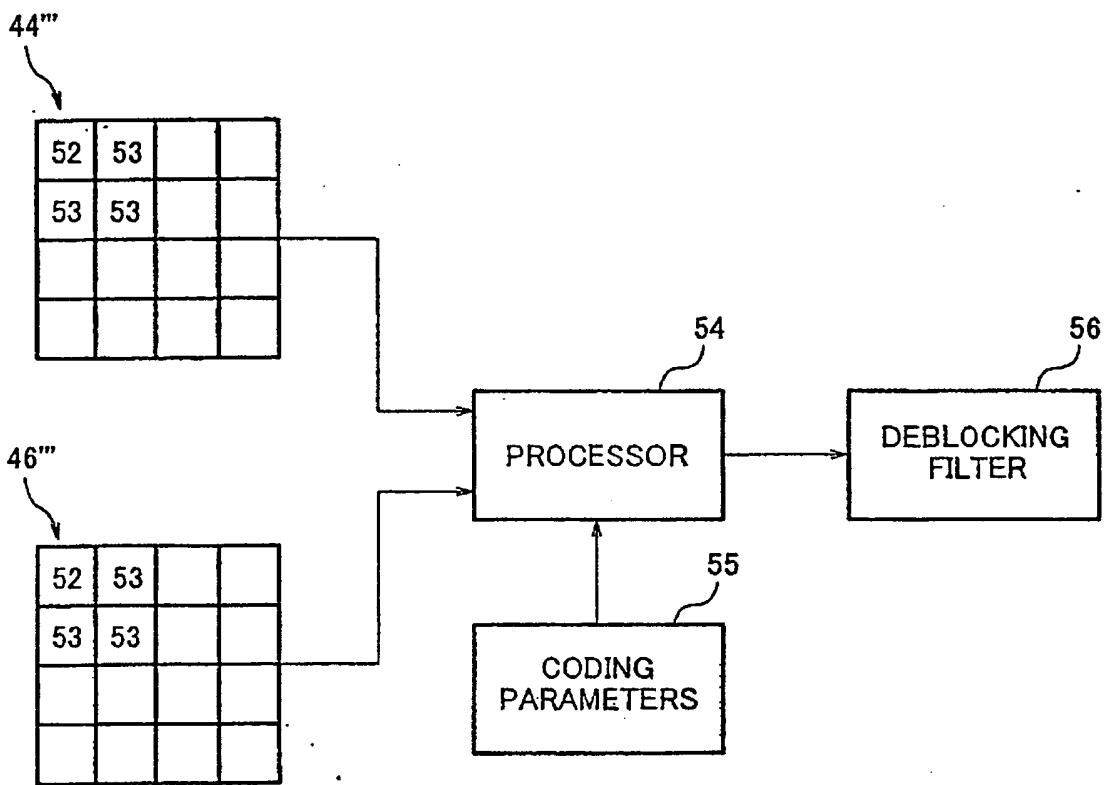 44'''
52 53
53 53
54
PROCESSOR
56
DEBLOCKING
FILTER
46'''
52 53
53 53
55
CODING
PARAMETERS